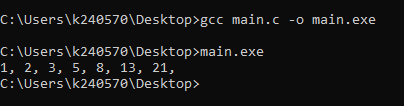 C:\Users\k240570\Desktop>gcc main.c -o main.exe
C:\Users\k240570\Desktop>main.exe
1, 2, 3, 5, 8, 13, 21,
C:\Users\k240570\Desktop>